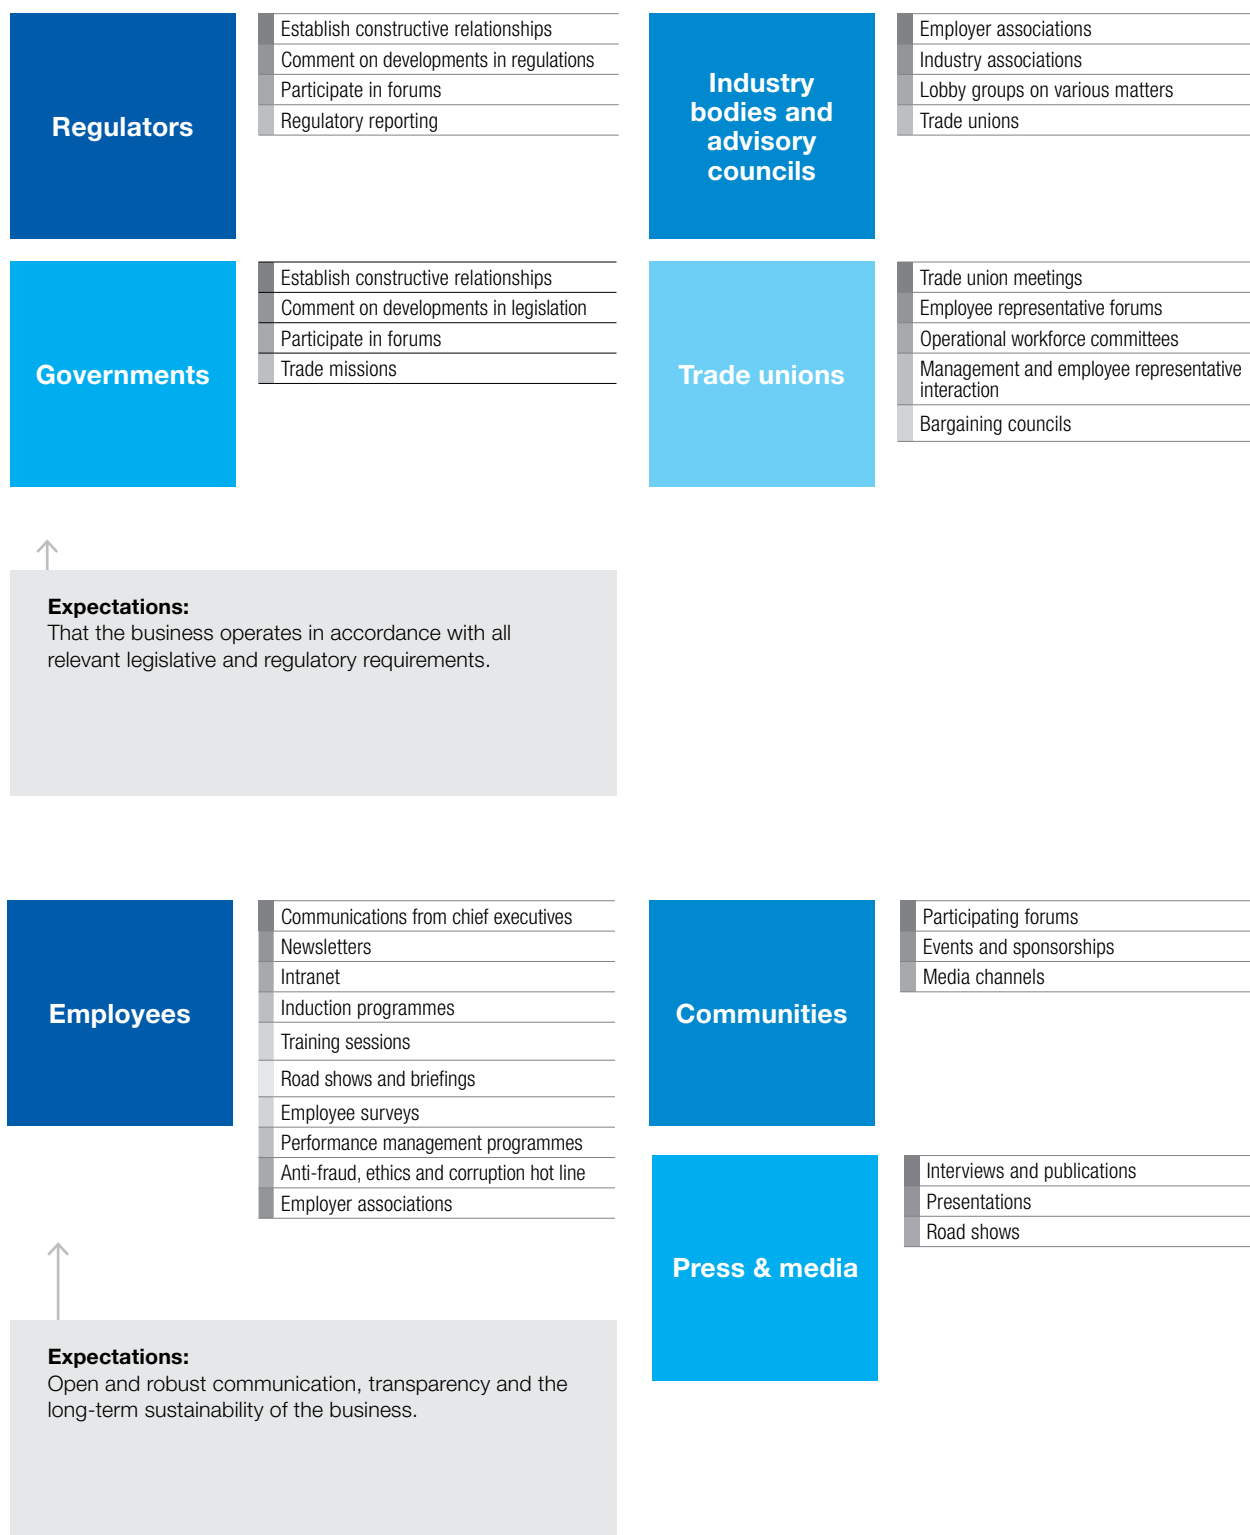 Regulators
Establish constructive relationships
Comment on developments in regulations
Participate in forums
Regulatory reporting
Industry
bodies and
advisory
councils
Employer associations
Industry associations
Lobby groups on various matters
Trade unions
Governments
Establish constructive relationships
Comment on developments in legislation
Participate in forums
Trade missions
Trade unions
Trade union meetings
Employee representative forums
Operational workforce committees
Management and employee representative
interaction
Bargaining councils
Expectations:
That the business operates in accordance with all
relevant legislative and regulatory requirements.
Employees
Communications from chief executives
Newsletters
Intranet
Induction programmes
Training sessions
Road shows and briefings
Employee surveys
Performance management programmes
Anti-fraud, ethics and corruption hot line
Employer associations
Communities
Participating forums
Events and sponsorships
Media channels
Press & media
Interviews and publications
Presentations
Road shows
Expectations:
Open and robust communication, transparency and the
long-term sustainability of the business.